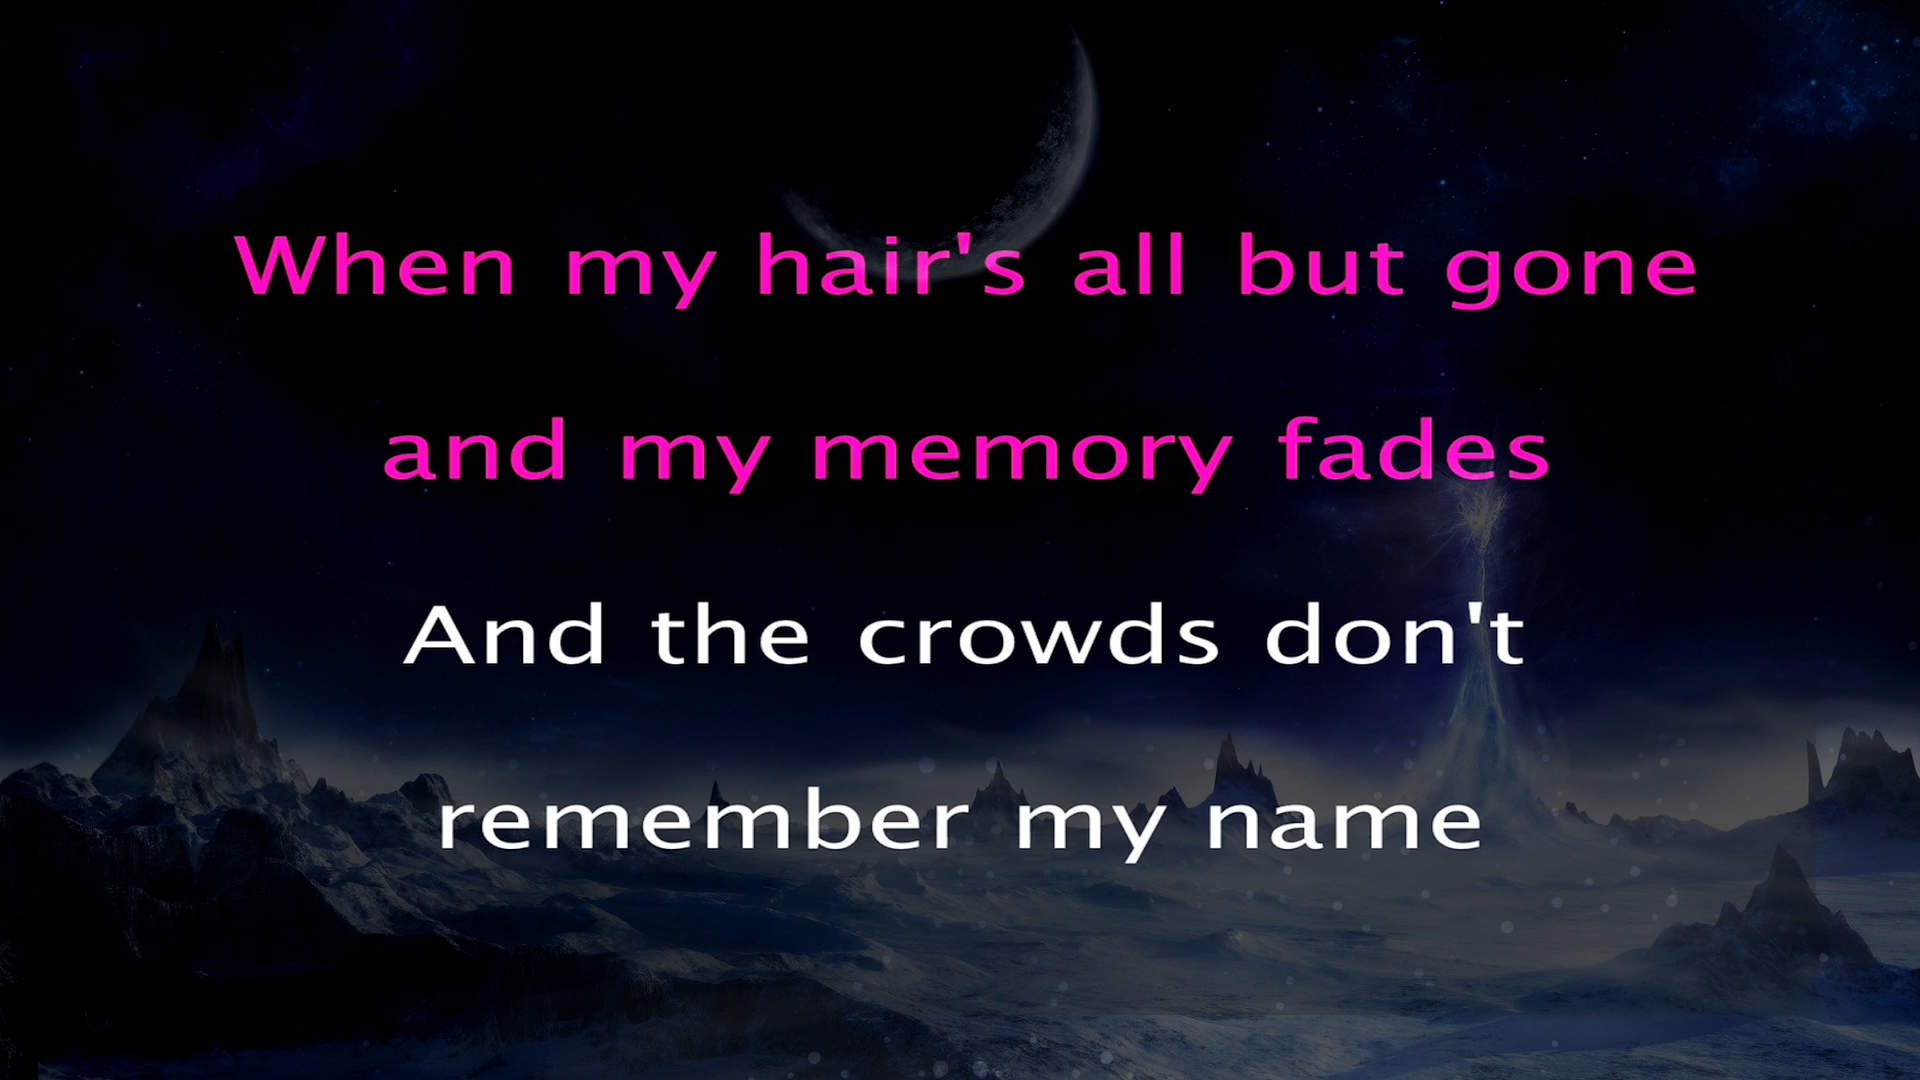 When my hair's all but gone
and my memory fades
And the crowds don't
remember my name